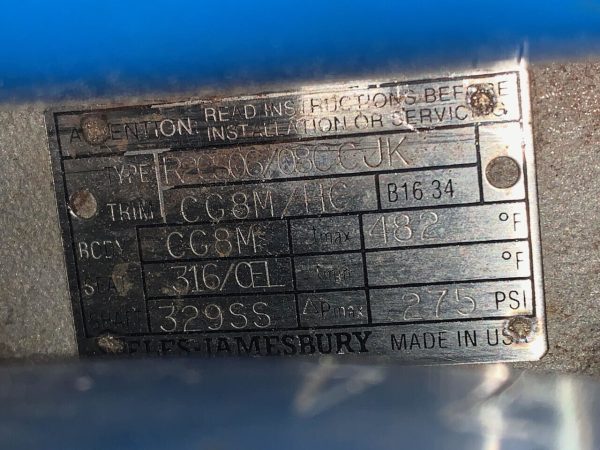 ATTENTION: READ INSTRUCTIONS BEFORE
INSTALLATION OR SERVICING
TYPE
TRIM CG8M/HC B16.34
BODY CG8M Tmax 482 °F
SEAT 316/ °F
SHAFT 329SS ΔPmax 275 PSI
NELES-JAMESBURY MADE IN USA